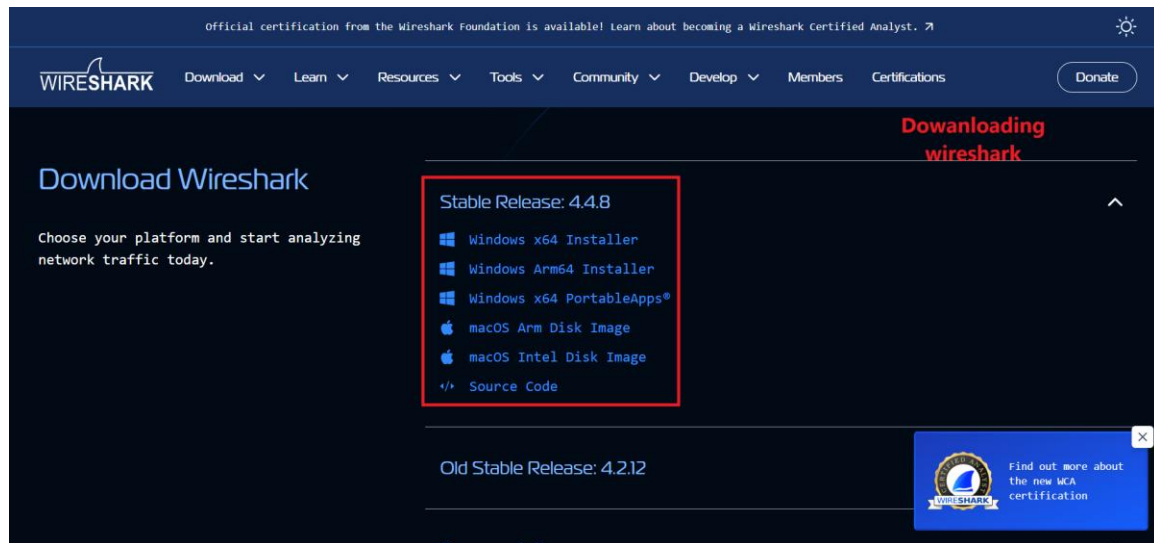 Official certification from the Wireshark Foundation is available! Learn about becoming a Wireshark Certified Analyst. ↗
WIRESHARK
Download
Learn
Resources
Tools
Community
Develop
Members
Certifications
Donate
Dowanloading
wireshark
Download Wireshark
Choose your platform and start analyzing
network traffic today.
Stable Release: 4.4.8
Windows x64 Installer
Windows Arm64 Installer
Windows x64 PortableApps®
macOS Arm Disk Image
macOS Intel Disk Image
Source Code
Old Stable Release: 4.2.12
CERTIFIED ANALYST
WIRESHARK
Find out more about
the new WCA
certification